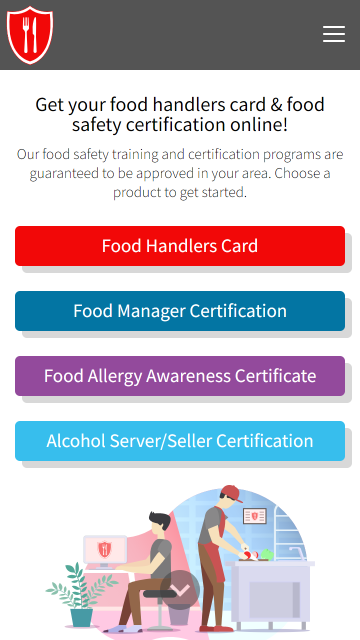 Get your food handlers card & food
safety certification online!
Our food safety training and certification programs are
guaranteed to be approved in your area. Choose a
product to get started.
Food Handlers Card
Food Manager Certification
Food Allergy Awareness Certificate
Alcohol Server/Seller Certification